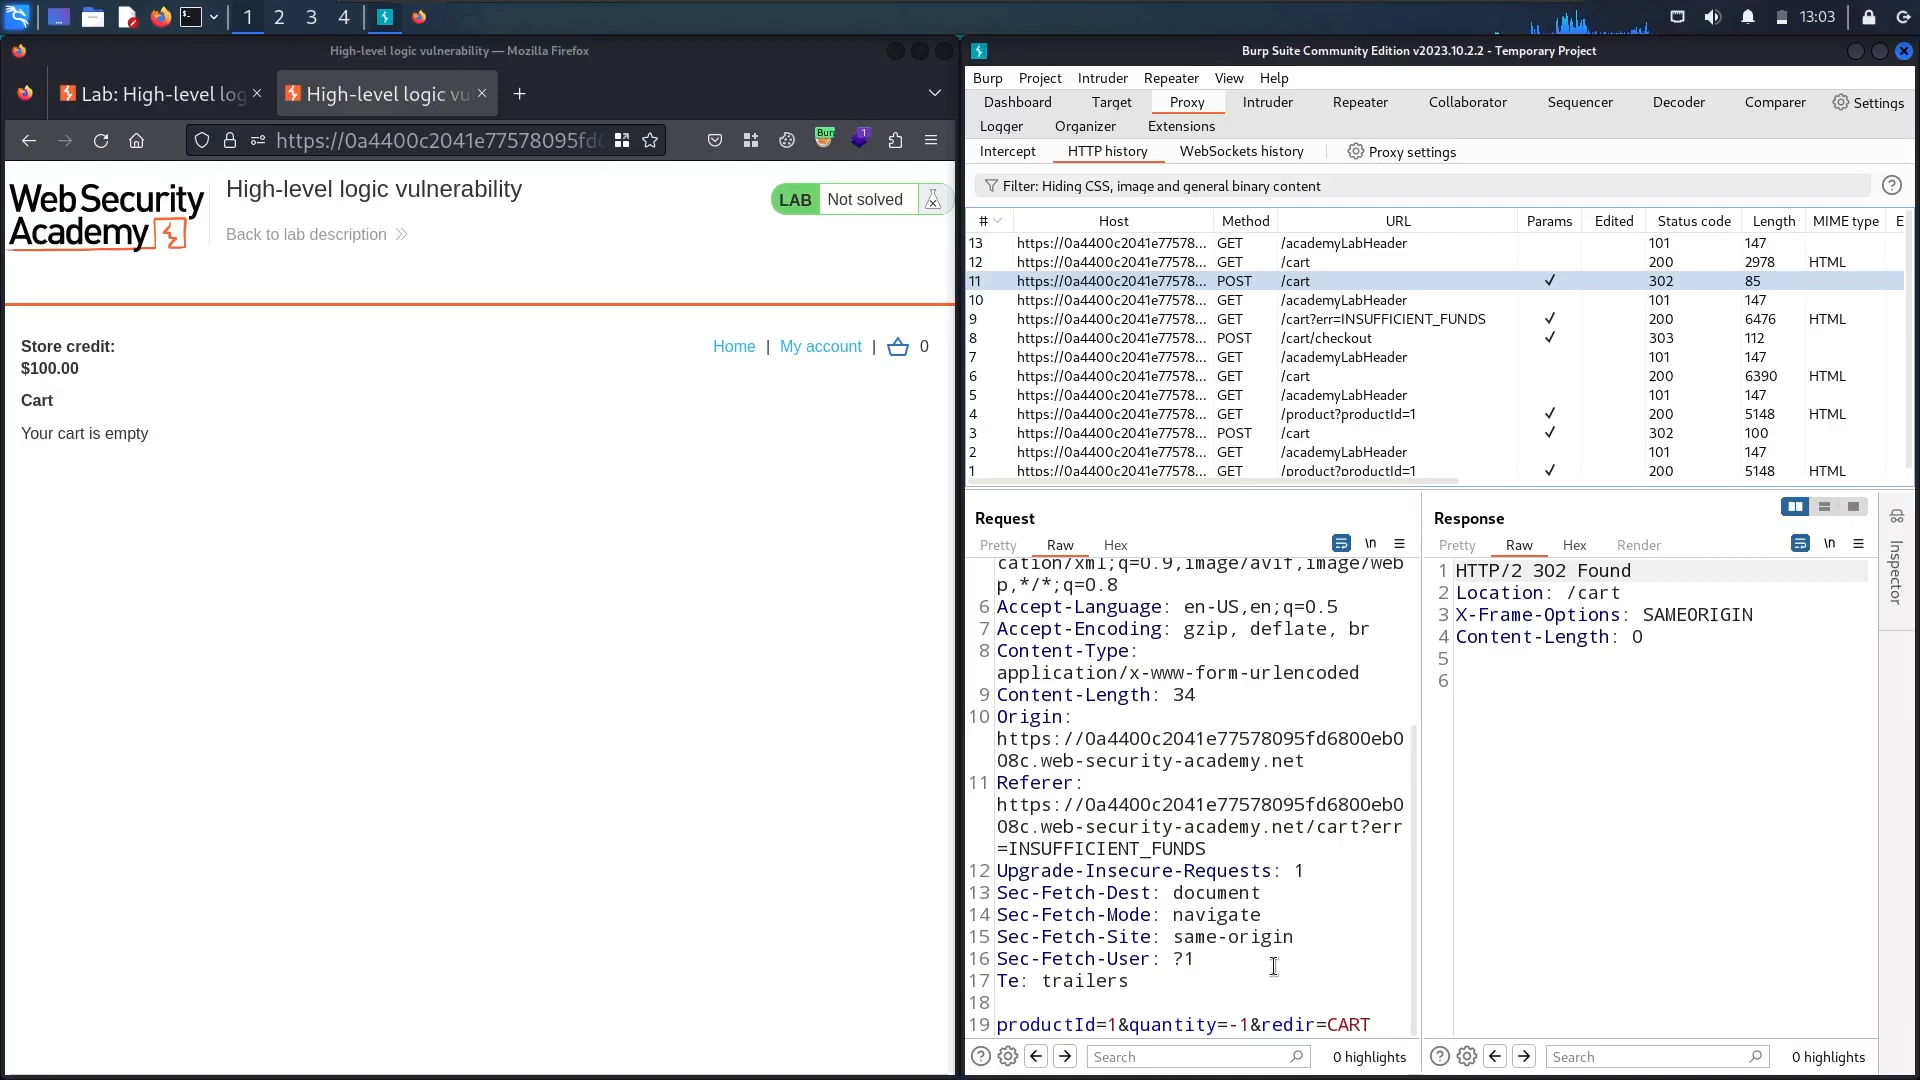 1 2 3 4 13:03
High-level logic vulnerability — Mozilla Firefox
Lab: High-level log
High-level logic vu
https://0a4400c2041e77578095fd6
Burp
1
Web Security
Academy
High-level logic vulnerability
Back to lab description
LAB Not solved
Store credit:
$100.00
Home | My account | 0
Cart
Your cart is empty
Burp Suite Community Edition v2023.10.2.2 - Temporary Project
Burp Project Intruder Repeater View Help
Dashboard Target Proxy Intruder Repeater Collaborator Sequencer Decoder Comparer Settings
Logger Organizer Extensions
Intercept HTTP history WebSockets history Proxy settings
Filter: Hiding CSS, image and general binary content
# Host Method URL Params Edited Status code Length MIME type E
13 https://0a4400c2041e77578... GET /academyLabHeader 101 147
12 https://0a4400c2041e77578... GET /cart 200 2978 HTML
11 https://0a4400c2041e77578... POST /cart ✓ 302 85
10 https://0a4400c2041e77578... GET /academyLabHeader 101 147
9 https://0a4400c2041e77578... GET /cart?err=INSUFFICIENT_FUNDS ✓ 200 6476 HTML
8 https://0a4400c2041e77578... POST /cart/checkout ✓ 303 112
7 https://0a4400c2041e77578... GET /academyLabHeader 101 147
6 https://0a4400c2041e77578... GET /cart 200 6390 HTML
5 https://0a4400c2041e77578... GET /academyLabHeader 101 147
4 https://0a4400c2041e77578... GET /product?productId=1 ✓ 200 5148 HTML
3 https://0a4400c2041e77578... POST /cart ✓ 302 100
2 https://0a4400c2041e77578... GET /academyLabHeader 101 147
1 https://0a4400c2041e77578... GET /product?productId=1 ✓ 200 5148 HTML
Request
Pretty Raw Hex \n
cation/xml;q=0.9,image/avif,image/web
p,*/*;q=0.8
6 Accept-Language: en-US,en;q=0.5
7 Accept-Encoding: gzip, deflate, br
8 Content-Type:
application/x-www-form-urlencoded
9 Content-Length: 34
10 Origin:
https://0a4400c2041e77578095fd6800eb0
08c.web-security-academy.net
11 Referer:
https://0a4400c2041e77578095fd6800eb0
08c.web-security-academy.net/cart?err
=INSUFFICIENT_FUNDS
12 Upgrade-Insecure-Requests: 1
13 Sec-Fetch-Dest: document
14 Sec-Fetch-Mode: navigate
15 Sec-Fetch-Site: same-origin
16 Sec-Fetch-User: ?1
17 Te: trailers
18
19 productId=1&quantity=-1&redir=CART
Search 0 highlights
Response
Pretty Raw Hex Render \n
1 HTTP/2 302 Found
2 Location: /cart
3 X-Frame-Options: SAMEORIGIN
4 Content-Length: 0
5
6
Search 0 highlights
Inspector